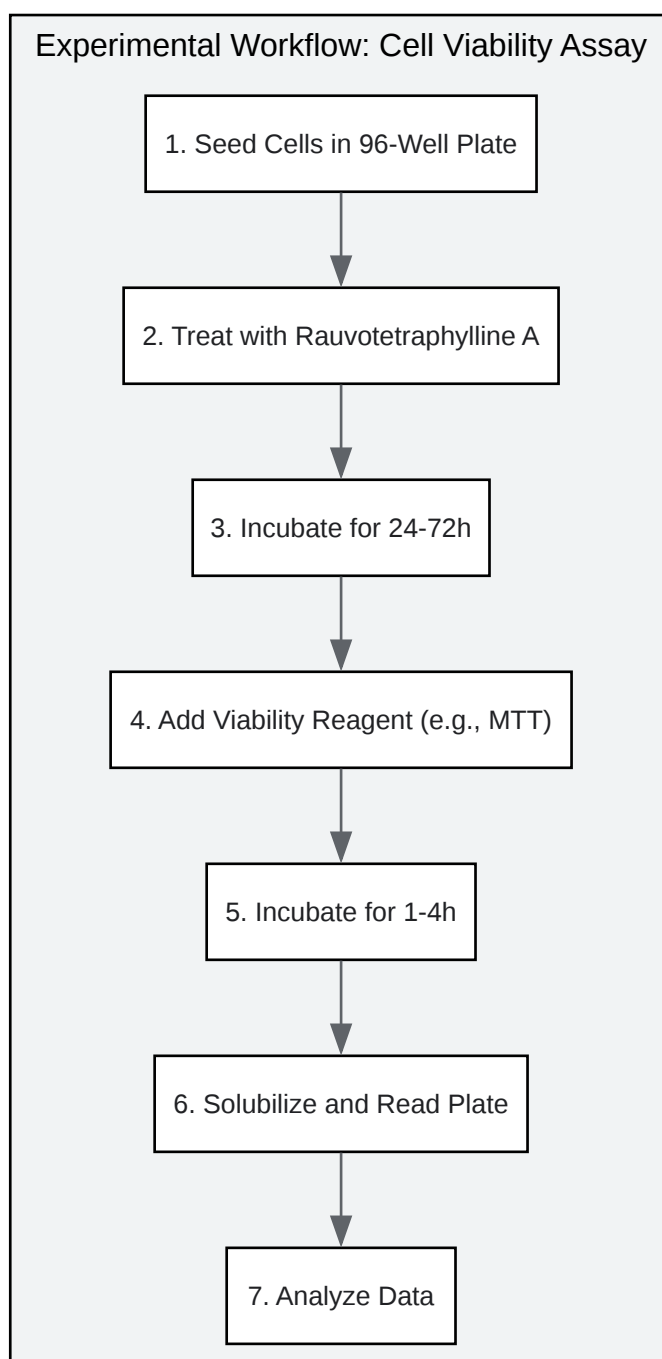 Experimental Workflow: Cell Viability Assay
1. Seed Cells in 96-Well Plate
2. Treat with Rauvotetraphylline A
3. Incubate for 24-72h
4. Add Viability Reagent (e.g., MTT)
5. Incubate for 1-4h
6. Solubilize and Read Plate
7. Analyze Data